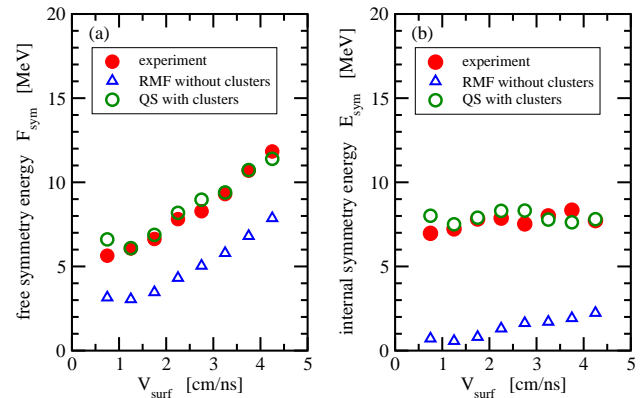 (a)
experiment
RMF without clusters
QS with clusters
free symmetry energy F_sym [MeV]
20
15
10
5
0
0 1 2 3 4 5
V_surf [cm/ns]
(b)
experiment
RMF without clusters
QS with clusters
internal symmetry energy E_sym [MeV]
20
15
10
5
0
0 1 2 3 4 5
V_surf [cm/ns]